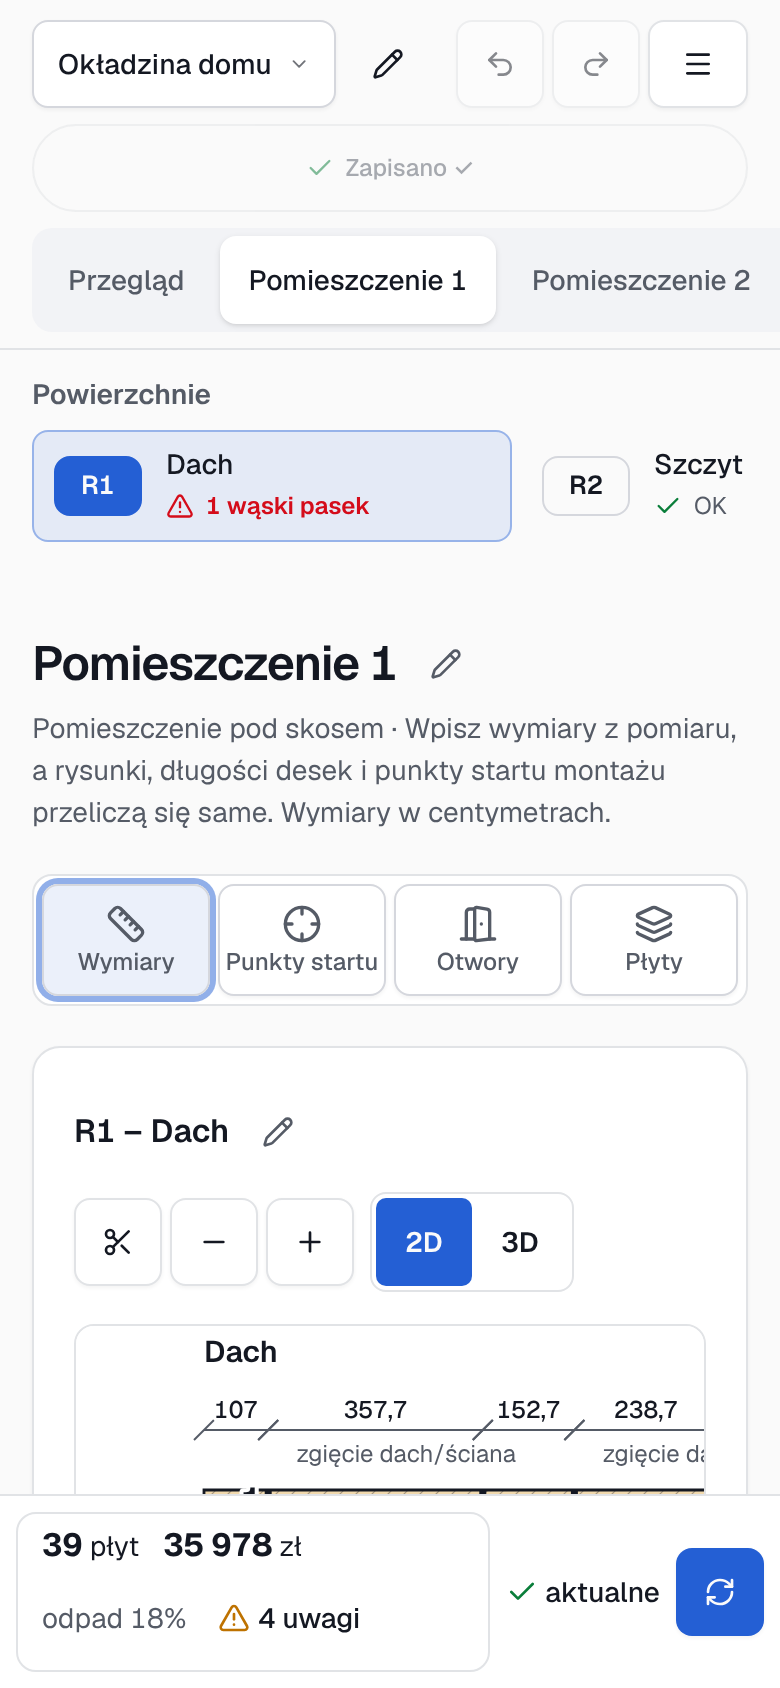 Okładzina domu
Zapisano ✓
Przegląd Pomieszczenie 1 Pomieszczenie 2
Powierzchnie
R1 Dach R2 Szczyt
1 wąski pasek OK
Pomieszczenie 1
Pomieszczenie pod skosem · Wpisz wymiary z pomiaru,
a rysunki, długości desek i punkty startu montażu
przeliczą się same. Wymiary w centymetrach.
Wymiary Punkty startu Otwory Płyty
R1 – Dach
2D 3D
Dach
107 357,7 152,7 238,7
zgięcie dach/ściana zgięcie
39 płyt 35 978 zł
odpad 18% 4 uwagi
aktualne